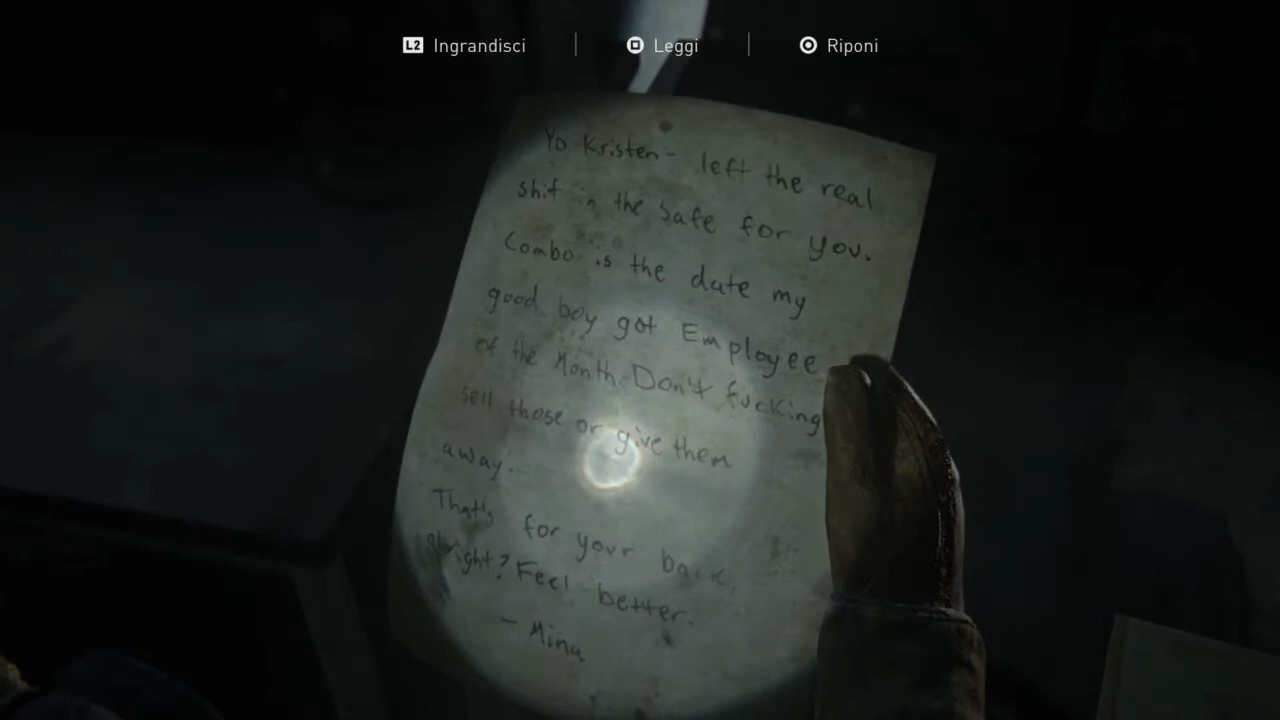 L2 Ingrandisci Leggi Riponi
Yo Kristen- left the real
shit in the safe for you.
Combo is the date my
good boy got Employee
of the Month. Don't fucking
sell those or give them
away.
That's for your back,
alright? Feel better.
- Mina